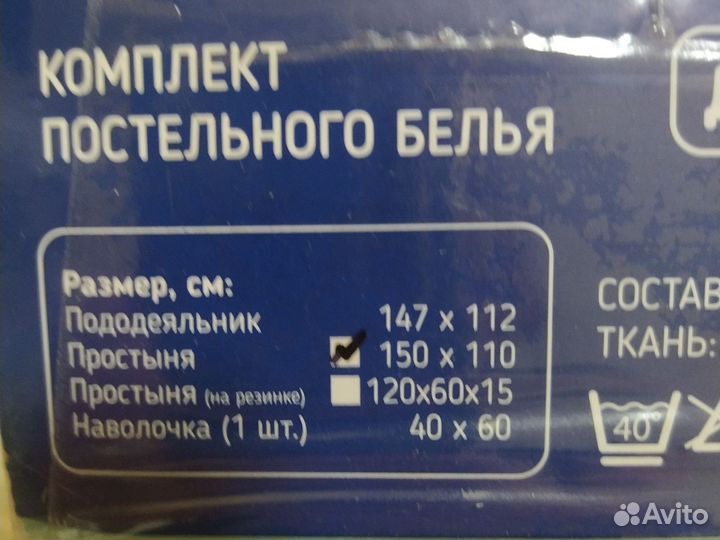 КОМПЛЕКТ
ПОСТЕЛЬНОГО БЕЛЬЯ
Размер, см:
Пододеяльник 147 x 112
Простыня 150 x 110
Простыня (на резинке) 120x60x15
Наволочка (1 шт.) 40 x 60
СОСТАВ
ТКАНЬ:
40°
Avito